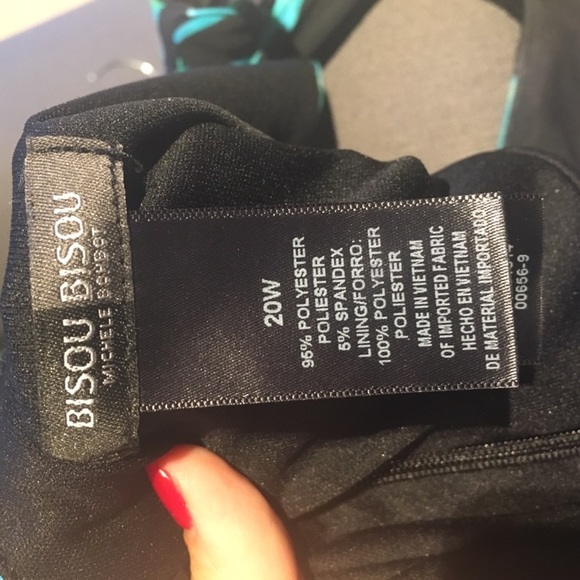 BISOU BISOU
MICHELE BOHBOT
20W
95% POLYESTER
POLIESTER
5% SPANDEX
LINING/FORRO:
100% POLYESTER
POLIESTER
MADE IN VIETNAM
OF IMPORTED FABRIC
HECHO EN VIETNAM
DE MATERIAL IMPORTADO
00656-9